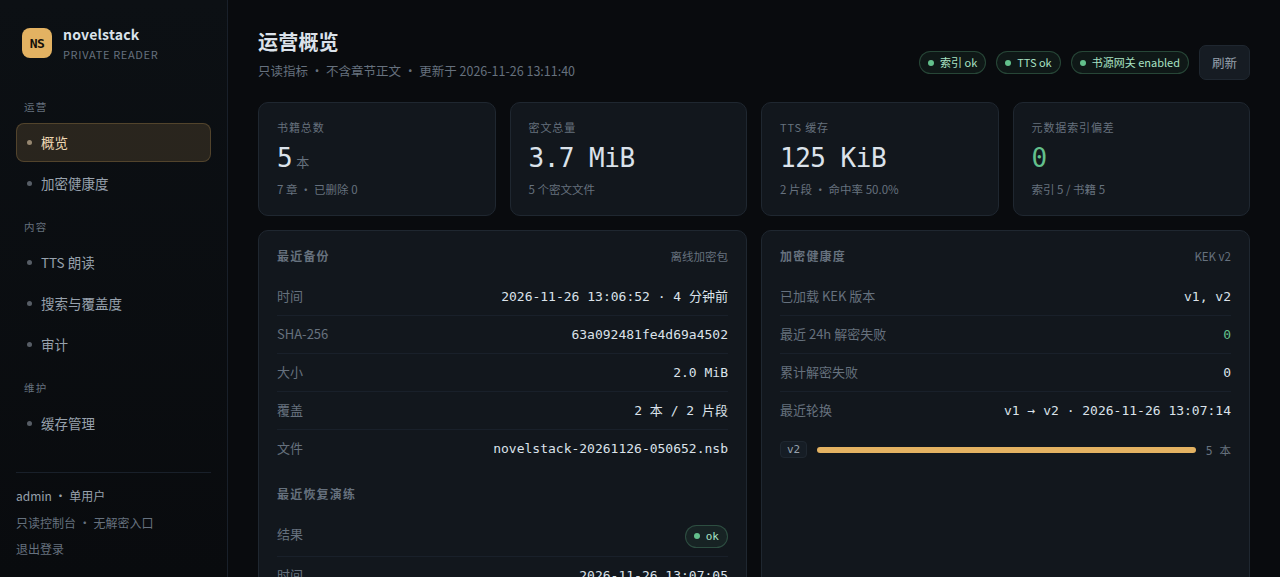 NS
novelstack
PRIVATE READER
运营
概览
加密健康度
内容
TTS 朗读
搜索与覆盖度
审计
维护
缓存管理
admin · 单用户
只读控制台 · 无解密入口
退出登录
运营概览
只读指标 · 不含章节正文 · 更新于 2026-11-26 13:11:40
索引 ok
TTS ok
书源网关 enabled
刷新
书籍总数
5 本
7 章 · 已删除 0
密文总量
3.7 MiB
5 个密文文件
TTS 缓存
125 KiB
2 片段 · 命中率 50.0%
元数据索引偏差
0
索引 5 / 书籍 5
最近备份 离线加密包
时间 2026-11-26 13:06:52 · 4 分钟前
SHA-256 63a092481fe4d69a4502
大小 2.0 MiB
覆盖 2 本 / 2 片段
文件 novelstack-20261126-050652.nsb
最近恢复演练
结果 ok
时间 2026-11-26 13:07:05
加密健康度 KEK v2
已加载 KEK 版本 v1, v2
最近 24h 解密失败 0
累计解密失败 0
最近轮换 v1 → v2 · 2026-11-26 13:07:14
v2 5 本